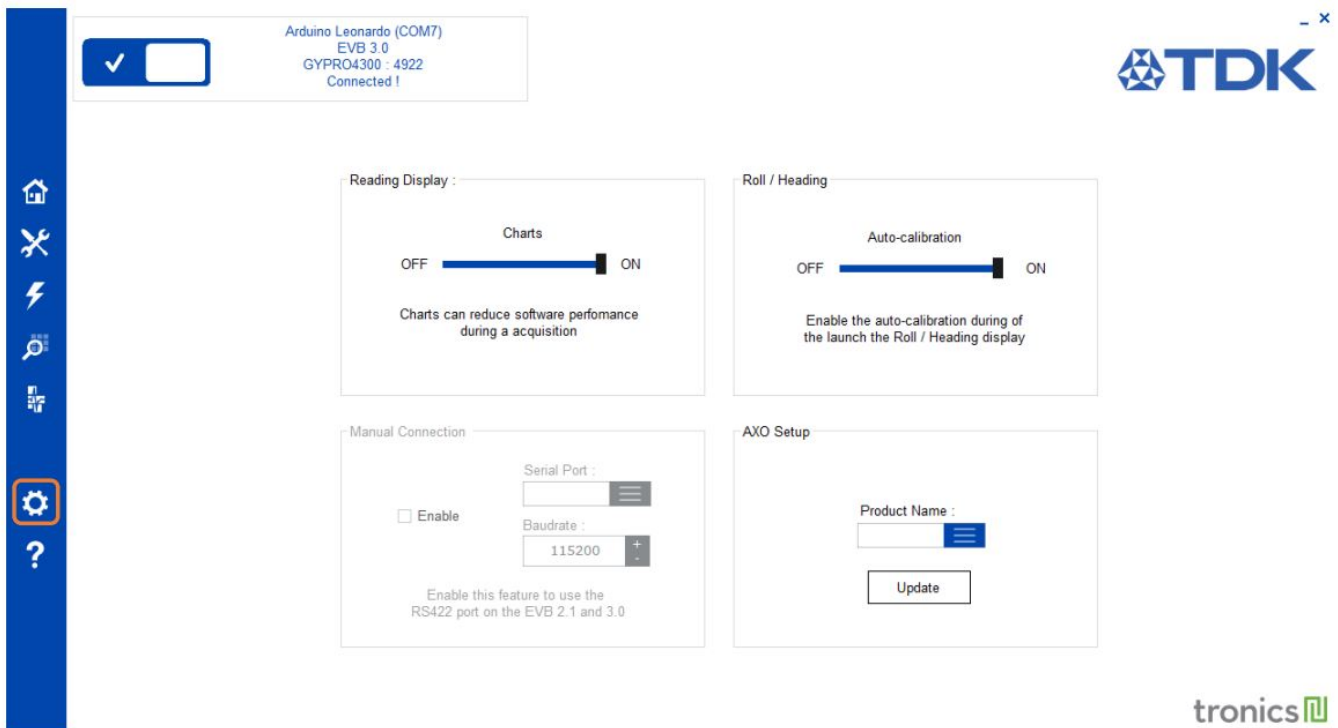 Arduino Leonardo (COM7)
EVB 3.0
GYPRO4300 : 4922
Connected !
TDK
Reading Display :
Charts
OFF
ON
Charts can reduce software perfomance
during a acquisition
Roll / Heading
Auto-calibration
OFF
ON
Enable the auto-calibration during of
the launch the Roll / Heading display
Manual Connection
Enable
Serial Port :
Baudrate :
115200
+
-
Enable this feature to use the
RS422 port on the EVB 2.1 and 3.0
AXO Setup
Product Name :
Update
?
tronics